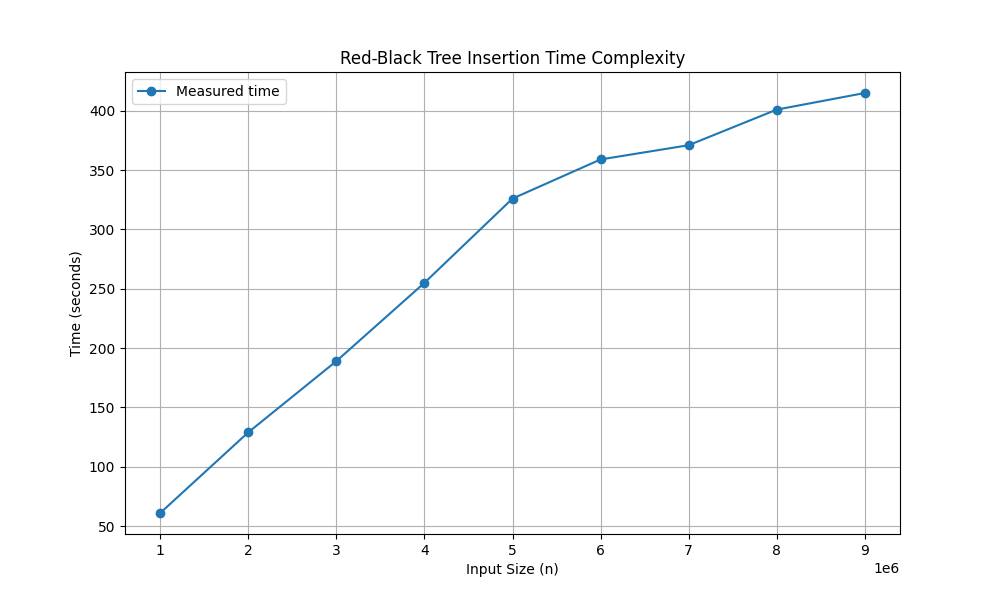 Red-Black Tree Insertion Time Complexity
Measured time
400
350
300
250
200
150
100
50
Time (seconds)
1 2 3 4 5 6 7 8 9
1e6
Input Size (n)